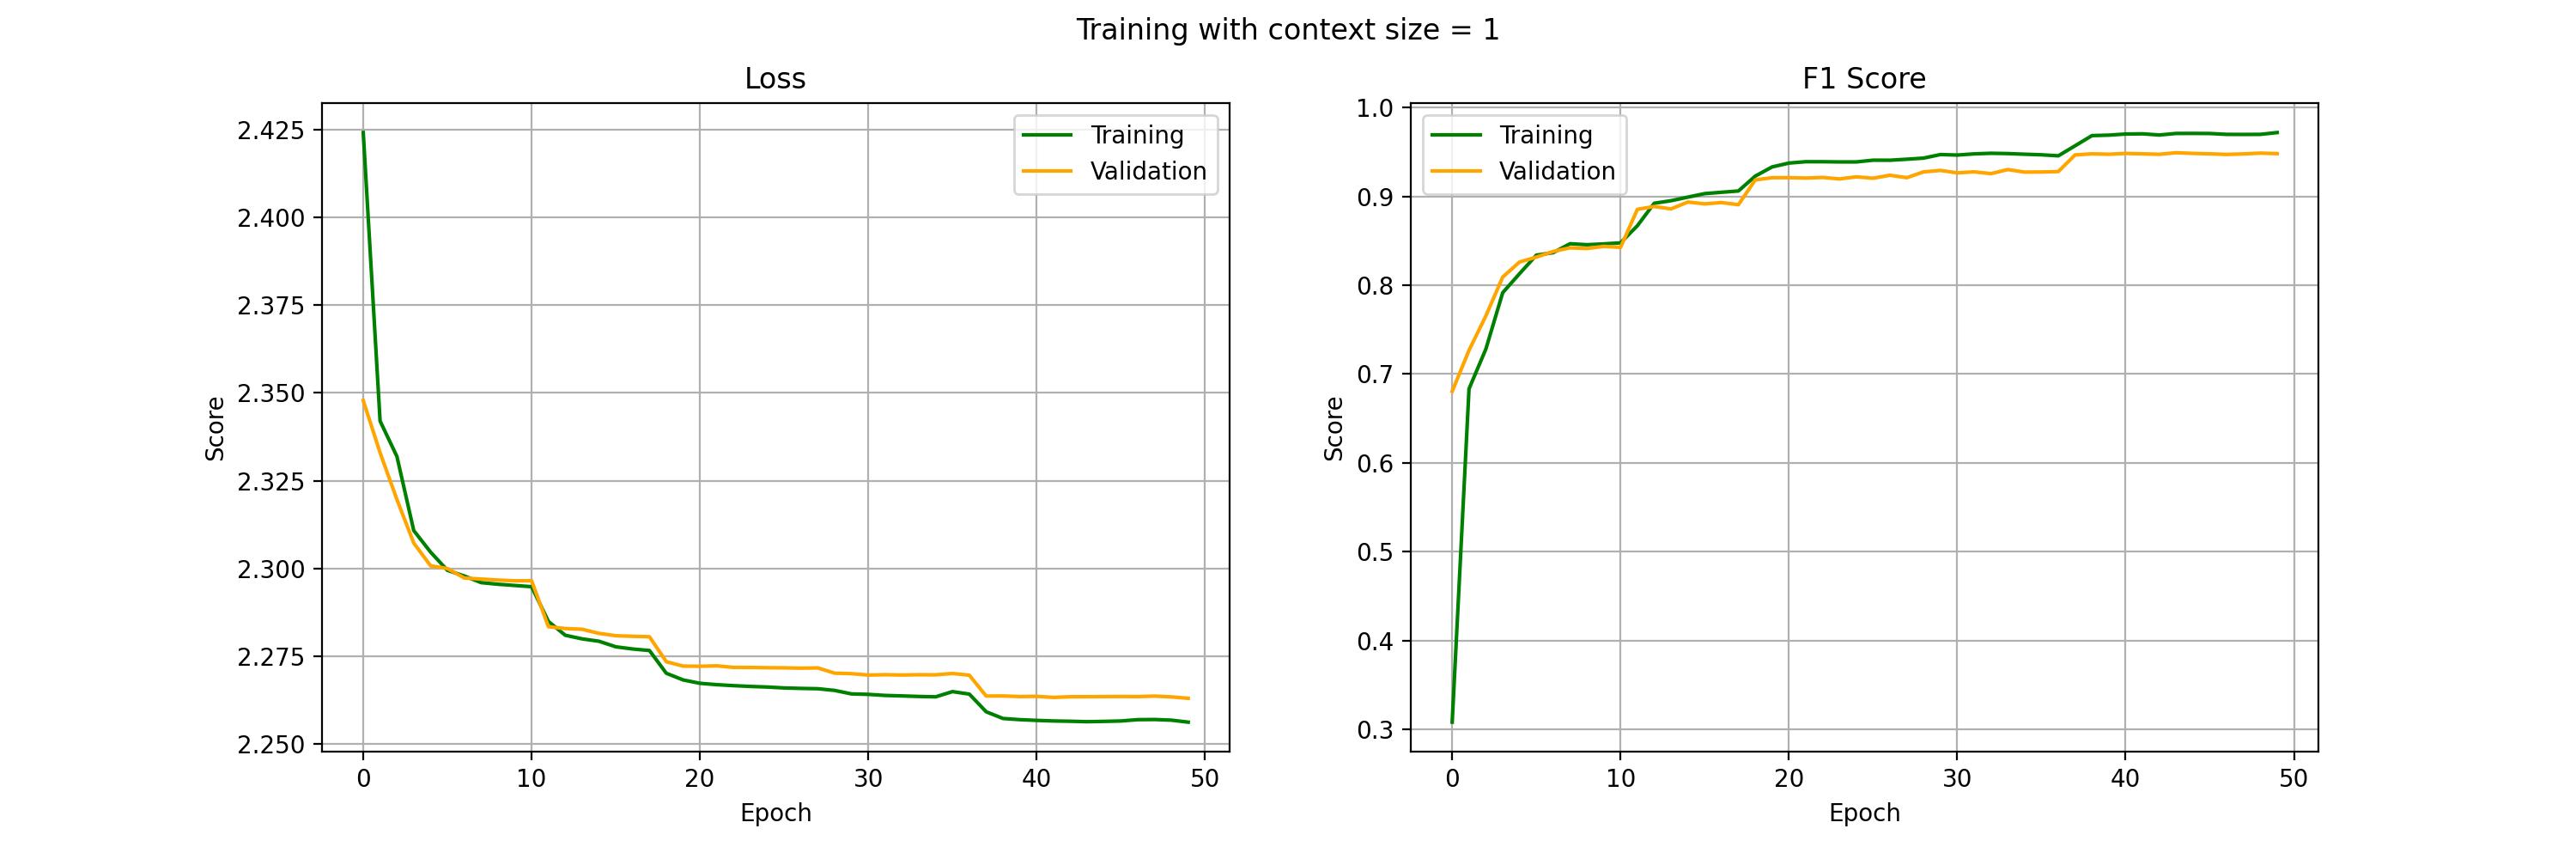 Training with context size = 1
Loss
2.425
2.400
2.375
2.350
2.325
2.300
2.275
2.250
Score
0 10 20 30 40 50
Epoch
Training
Validation
F1 Score
1.0
0.9
0.8
0.7
0.6
0.5
0.4
0.3
Score
0 10 20 30 40 50
Epoch
Training
Validation